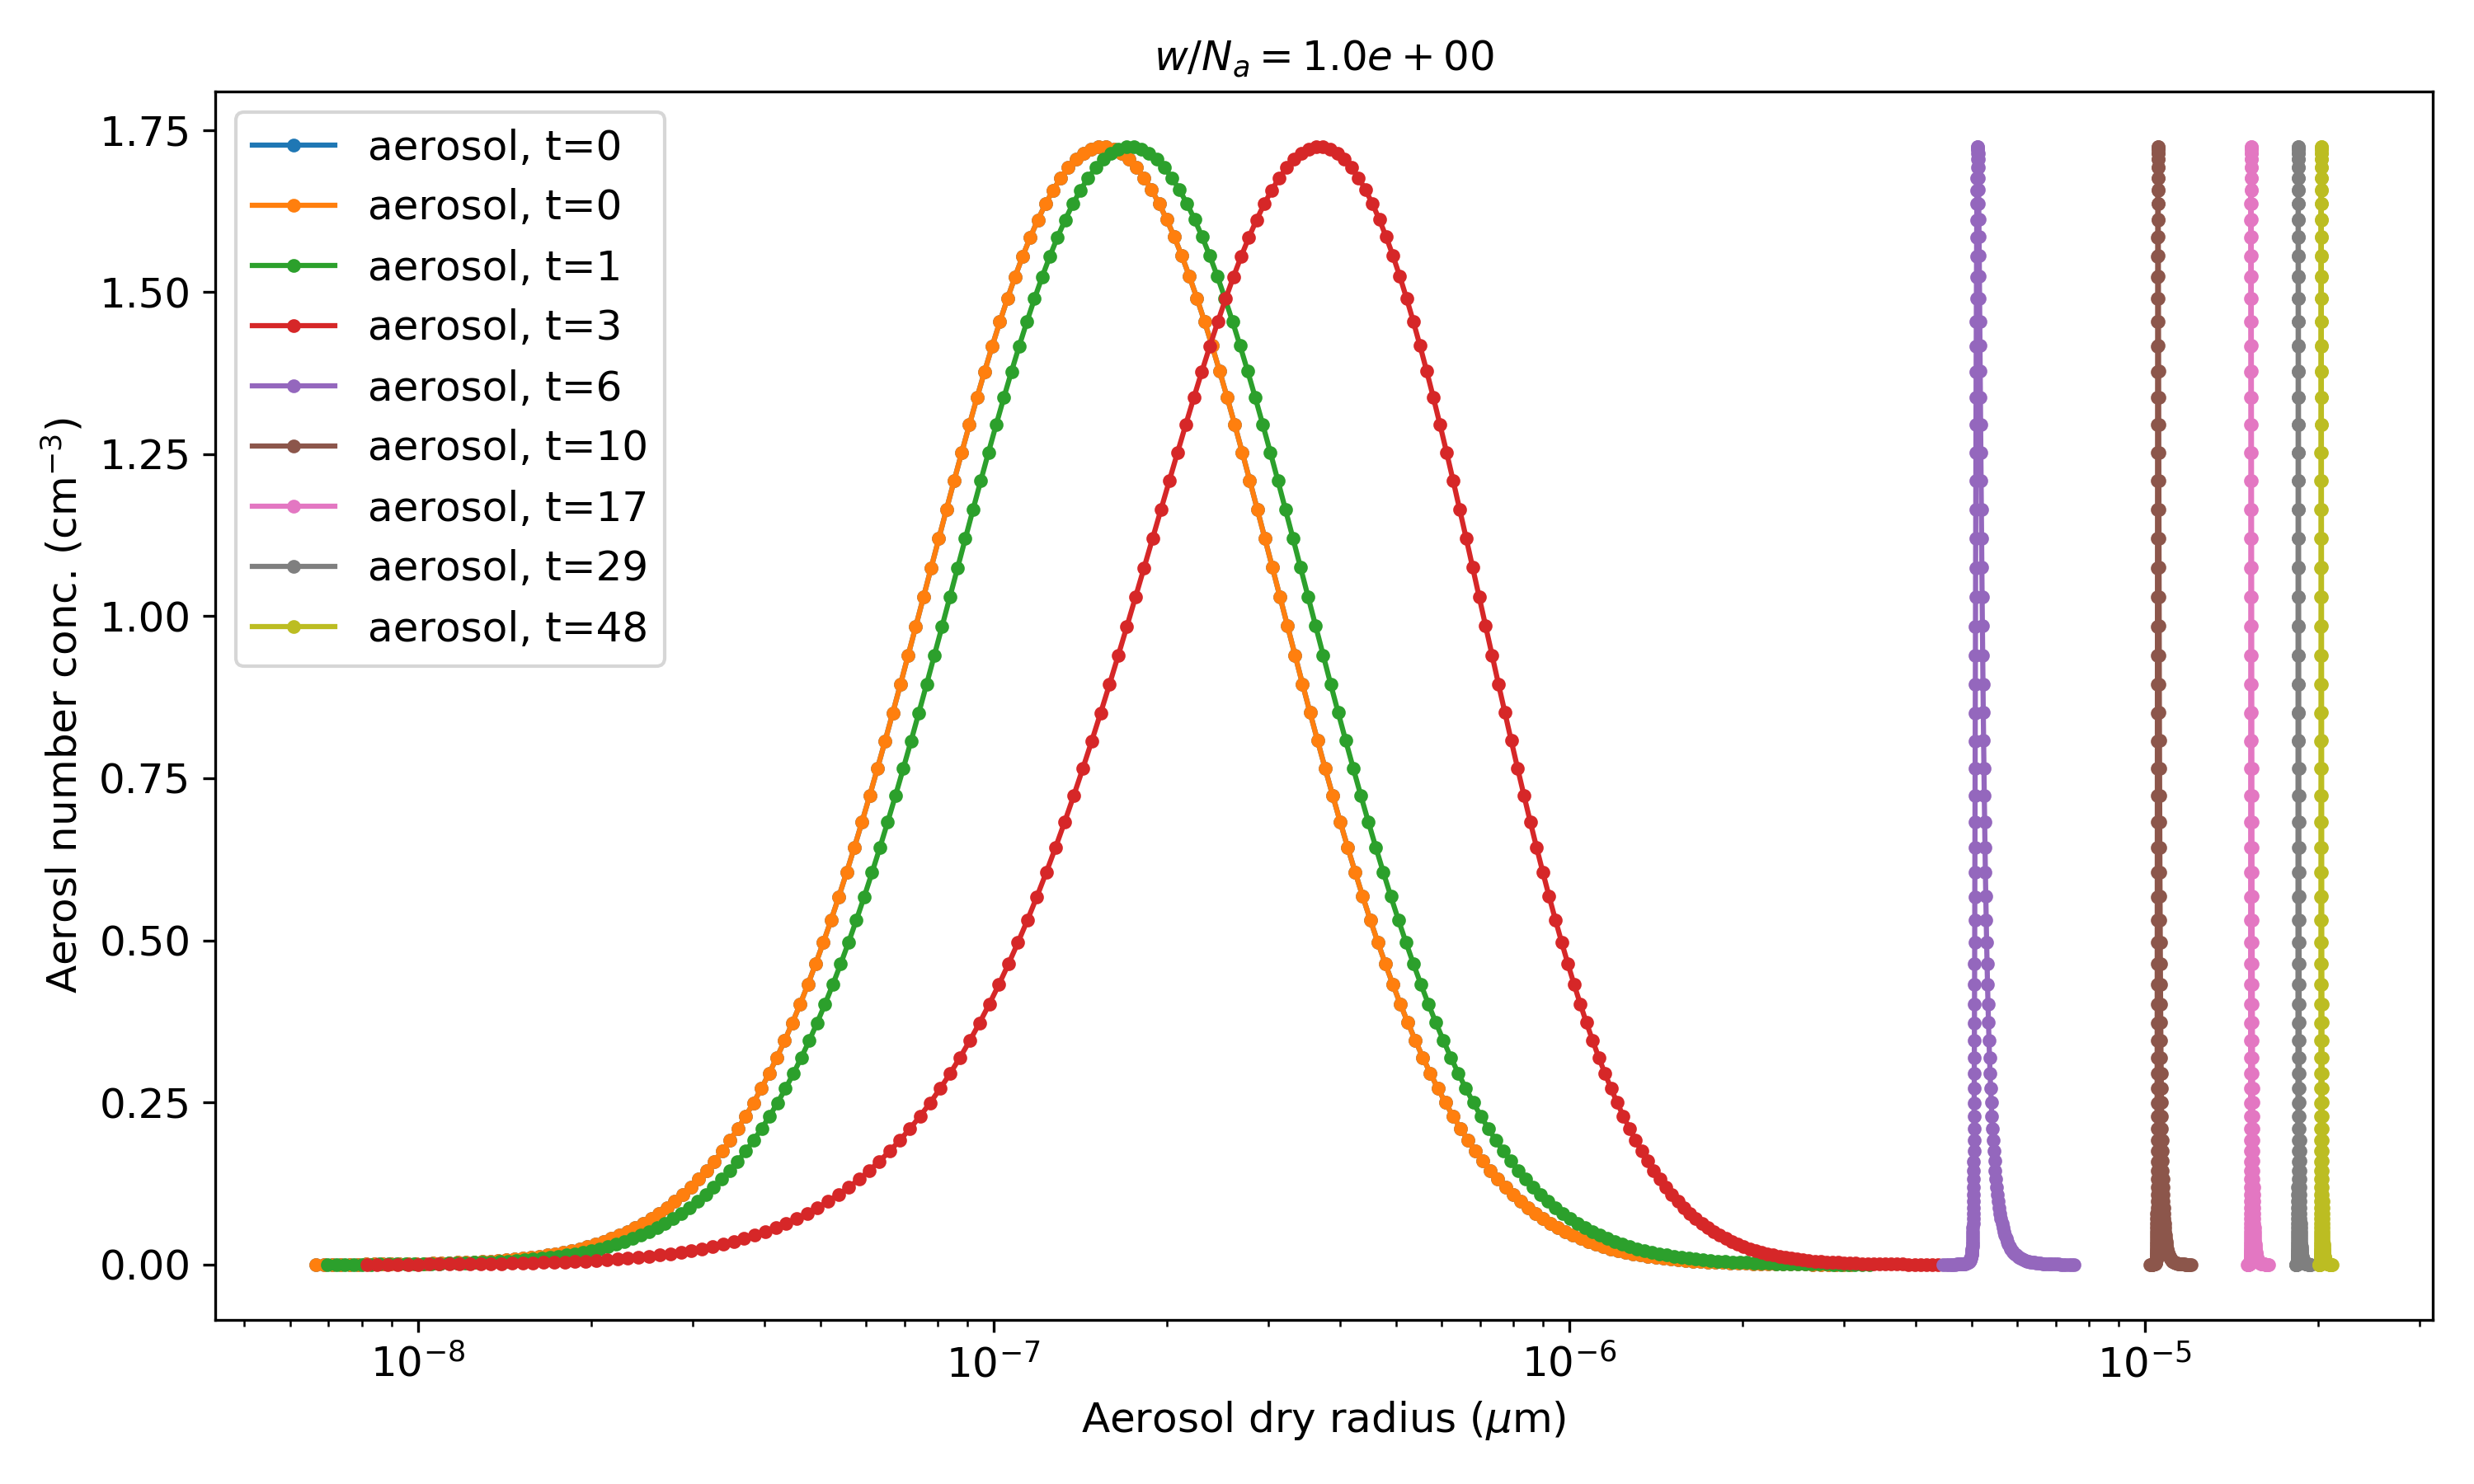 w/Nₐ = 1.0e + 00
aerosol, t=0
aerosol, t=0
aerosol, t=1
aerosol, t=3
aerosol, t=6
aerosol, t=10
aerosol, t=17
aerosol, t=29
aerosol, t=48
1.75
1.50
1.25
1.00
0.75
0.50
0.25
0.00
Aerosl number conc. (cm⁻³)
10⁻⁸ 10⁻⁷ 10⁻⁶ 10⁻⁵
Aerosol dry radius (μm)